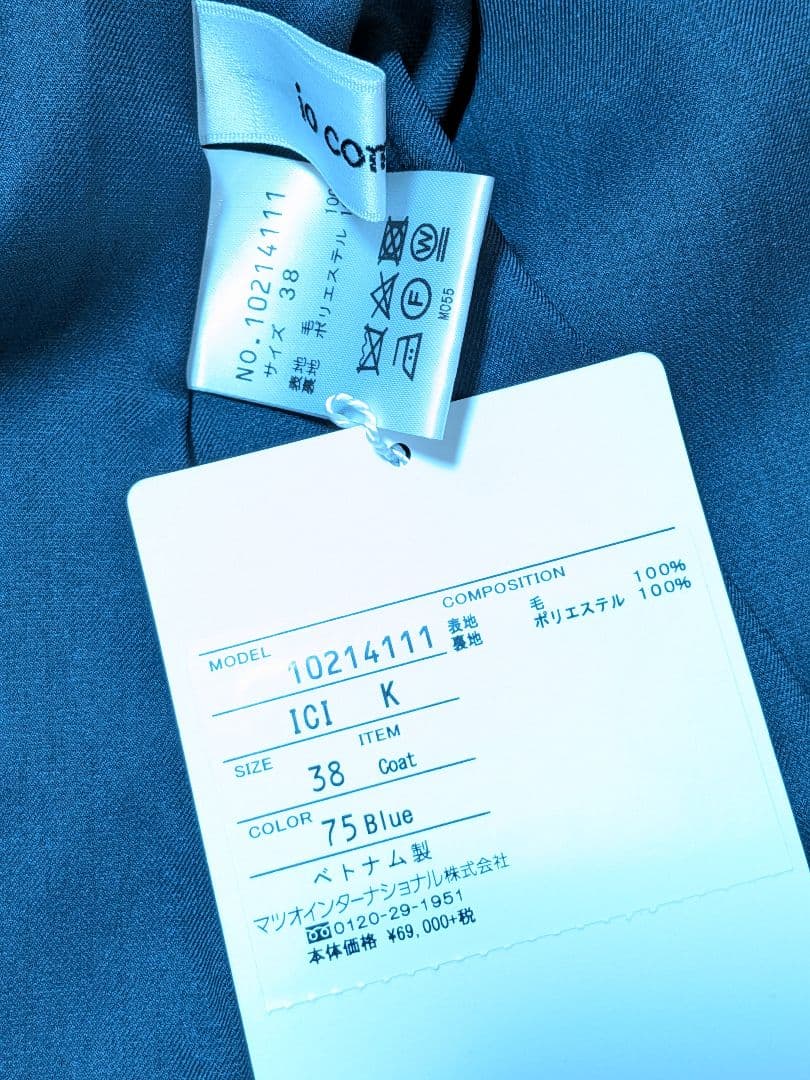 io com
NO.10214111
サイズ 38
表地 毛 100
裏地 ポリエステル 1
W
F
M055
COMPOSITION
表地 毛 100%
裏地 ポリエステル 100%
MODEL 10214111
ICI K
ITEM
SIZE 38 Coat
COLOR 75 Blue
ベトナム製
マツオインターナショナル株式会社
0120-29-1951
本体価格 ¥69,000+税